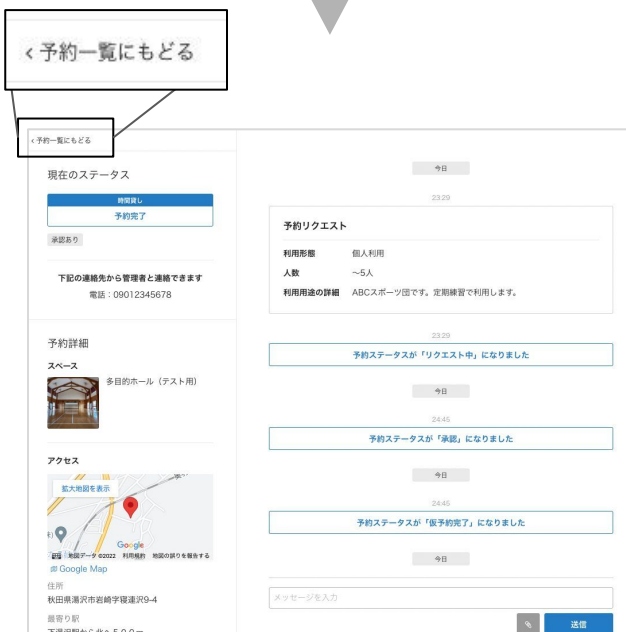 ‹ 予約一覧にもどる
‹ 予約一覧にもどる
現在のステータス
時間貸し
予約完了
承認あり
下記の連絡先から管理者と連絡できます
電話：09012345678
予約詳細
スペース
多目的ホール（テスト用）
アクセス
拡大地図を表示
Google
地図データ ©2022 利用規約 地図の誤りを報告する
Google Map
住所
秋田県湯沢市岩崎字寝連沢9-4
最寄り駅
下湯沢駅から北へ５００ｍ
今日
23:29
予約リクエスト
利用形態 個人利用
人数 〜5人
利用用途の詳細 ABCスポーツ団です。定期練習で利用します。
23:29
予約ステータスが「リクエスト中」になりました
今日
24:45
予約ステータスが「承認」になりました
今日
24:45
予約ステータスが「仮予約完了」になりました
今日
メッセージを入力
送信